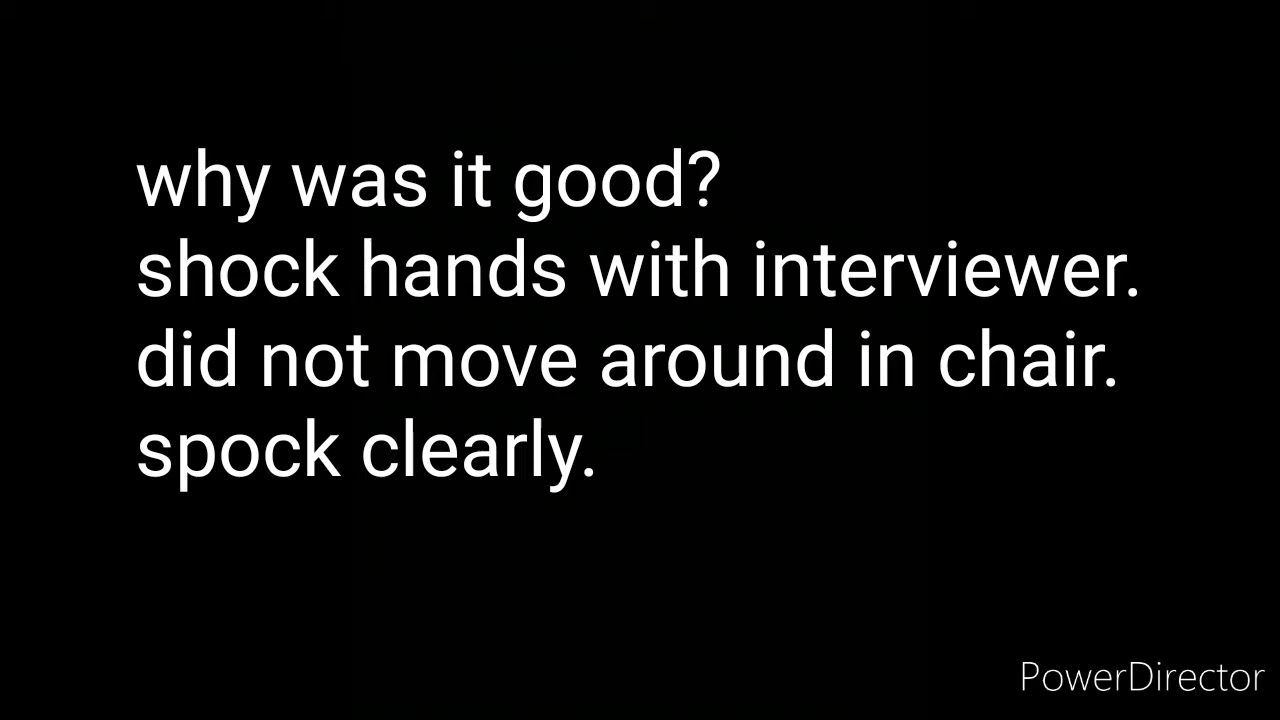 why was it good?
shock hands with interviewer.
did not move around in chair.
spock clearly.
PowerDirector